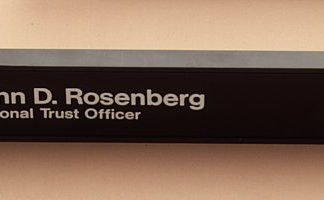 nn D. Rosenberg
onal Trust Officer